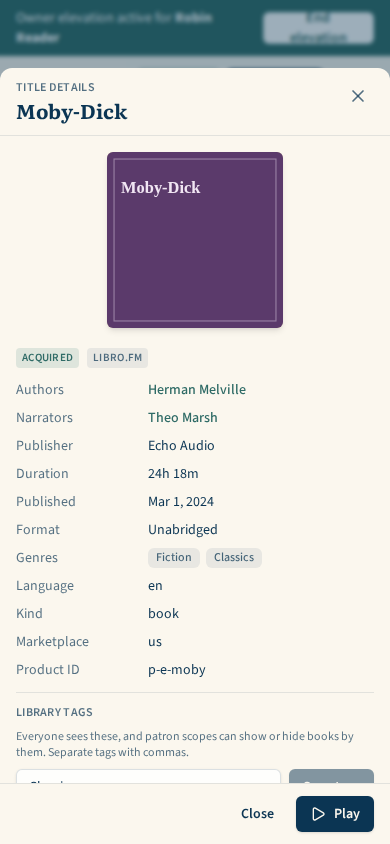 Owner elevation active for Robin
Reader
End
elevation
TITLE DETAILS
Moby-Dick
Moby-Dick
ACQUIRED
LIBRO.FM
Authors Herman Melville
Narrators Theo Marsh
Publisher Echo Audio
Duration 24h 18m
Published Mar 1, 2024
Format Unabridged
Genres Fiction Classics
Language en
Kind book
Marketplace us
Product ID p-e-moby
LIBRARY TAGS
Everyone sees these, and patron scopes can show or hide books by
them. Separate tags with commas.
Close Play